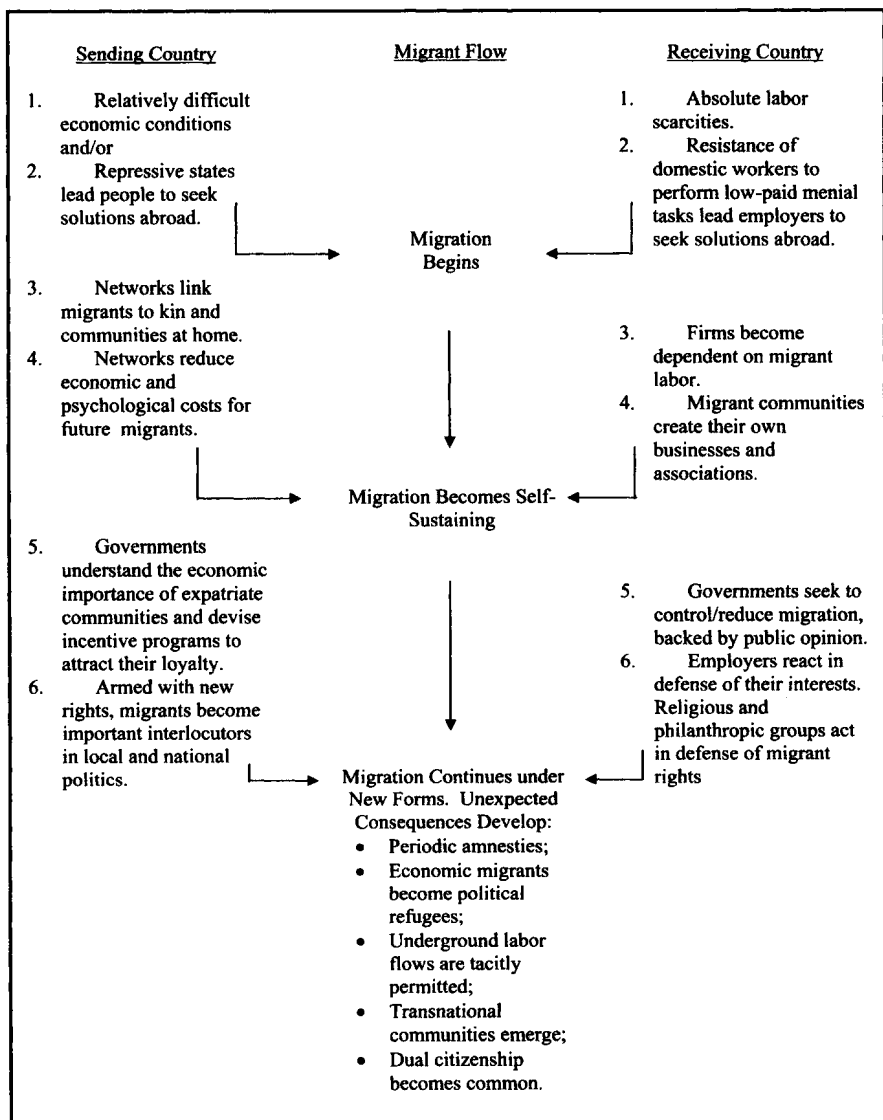 Sending Country
1. Relatively difficult
economic conditions
and/or
2. Repressive states
lead people to seek
solutions abroad.
3. Networks link
migrants to kin and
communities at home.
4. Networks reduce
economic and
psychological costs for
future migrants.
5. Governments
understand the economic
importance of expatriate
communities and devise
incentive programs to
attract their loyalty.
6. Armed with new
rights, migrants become
important interlocutors
in local and national
politics.
Migrant Flow
Migration
Begins
Migration Becomes Self-
Sustaining
Migration Continues under
New Forms. Unexpected
Consequences Develop:
• Periodic amnesties;
• Economic migrants
become political
refugees;
• Underground labor
flows are tacitly
permitted;
• Transnational
communities emerge;
• Dual citizenship
becomes common.
Receiving Country
1. Absolute labor
scarcities.
2. Resistance of
domestic workers to
perform low-paid menial
tasks lead employers to
seek solutions abroad.
3. Firms become
dependent on migrant
labor.
4. Migrant communities
create their own
businesses and
associations.
5. Governments seek to
control/reduce migration,
backed by public opinion.
6. Employers react in
defense of their interests.
Religious and
philanthropic groups act
in defense of migrant
rights